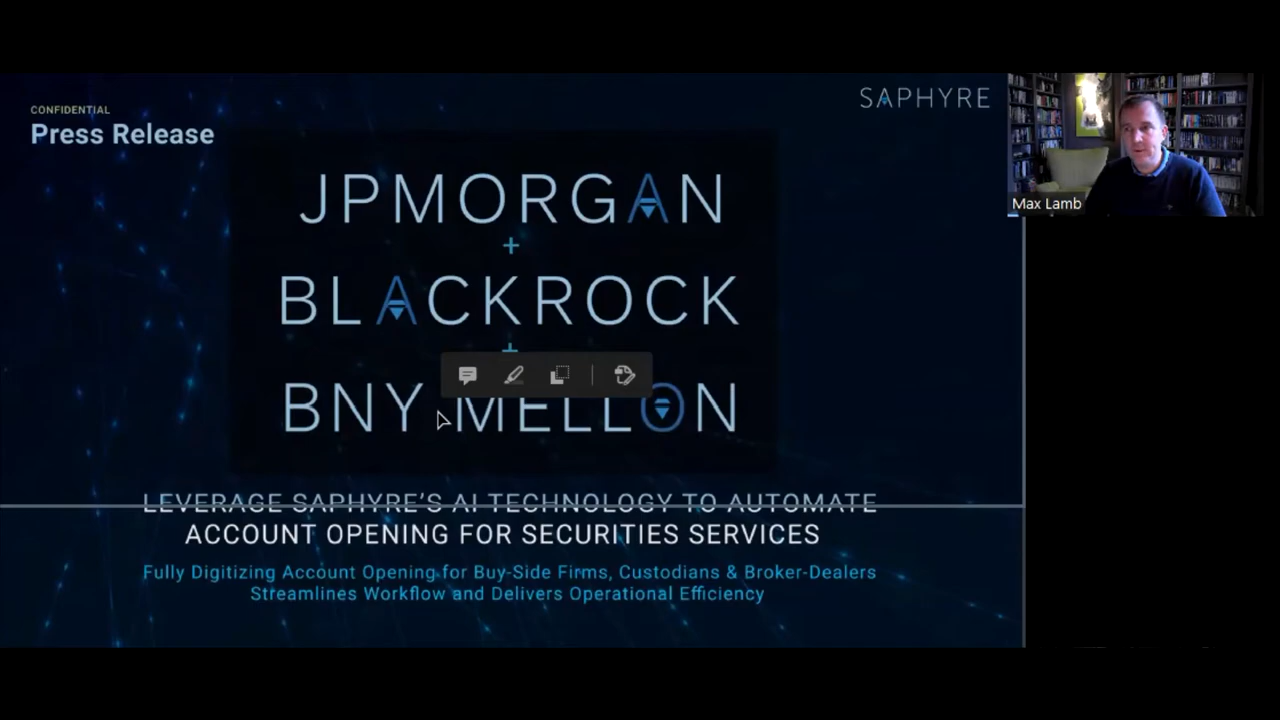 CONFIDENTIAL
Press Release
SAPHYRE
JPMORGAN
+
BLACKROCK
+
BNY MELLON
LEVERAGE SAPHYRE'S AI TECHNOLOGY TO AUTOMATE
ACCOUNT OPENING FOR SECURITIES SERVICES
Fully Digitizing Account Opening for Buy-Side Firms, Custodians & Broker-Dealers
Streamlines Workflow and Delivers Operational Efficiency
Max Lamb